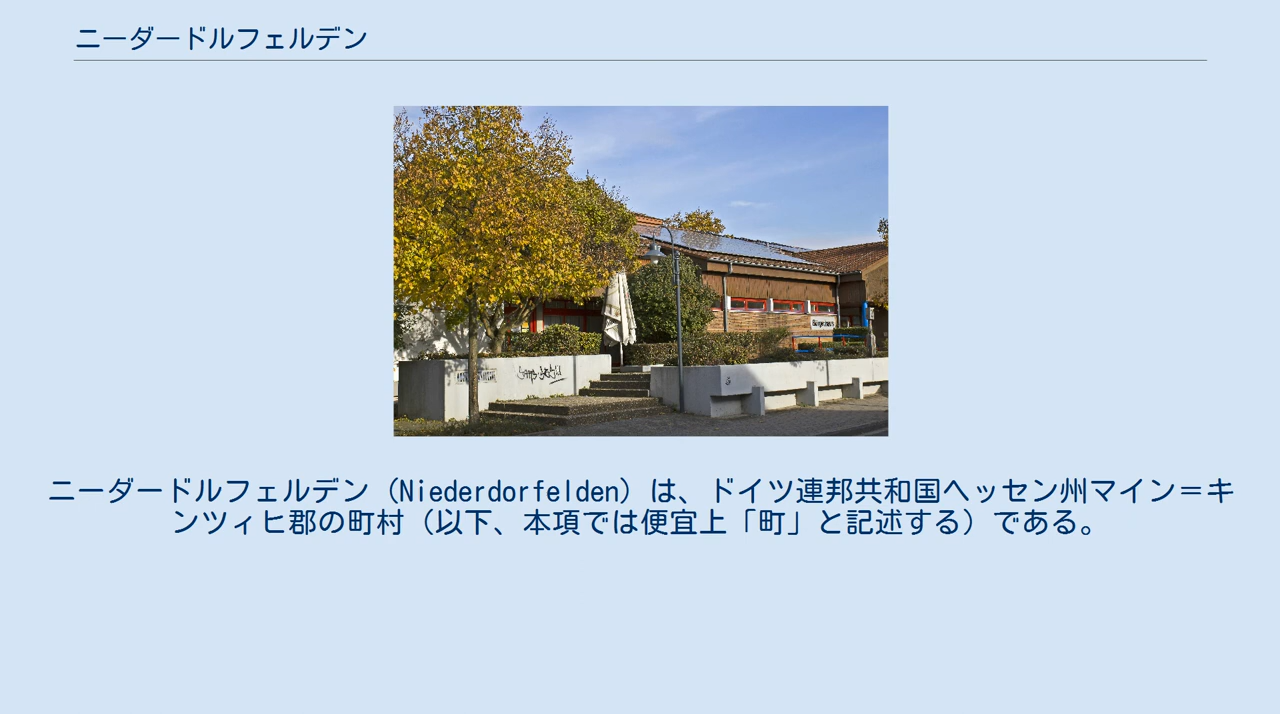 ニーダードルフェルデン
Bürgerhaus
ニーダードルフェルデン（Niederdorfelden）は、ドイツ連邦共和国ヘッセン州マイン＝キ
ンツィヒ郡の町村（以下、本項では便宜上「町」と記述する）である。